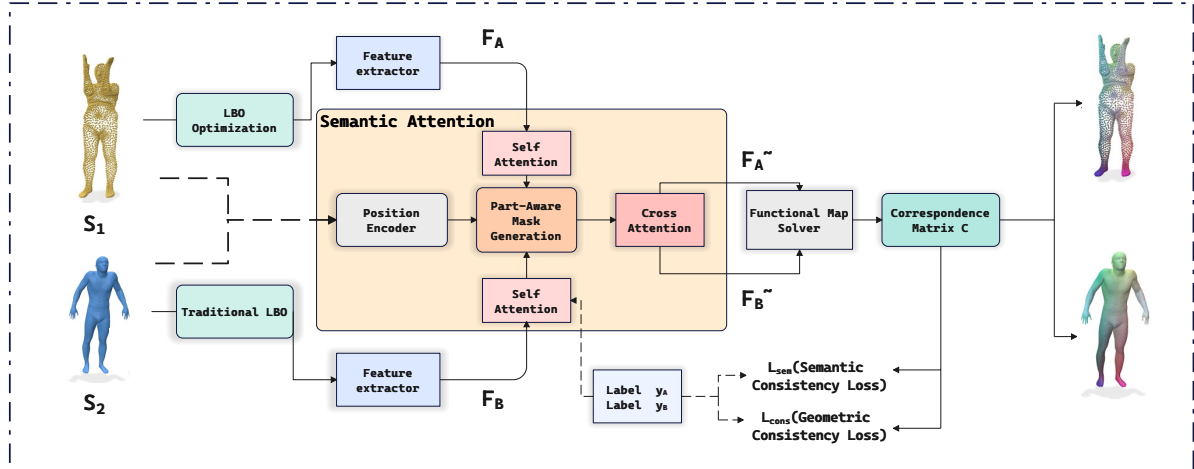 S₁
S₂
LBO
Optimization
Traditional LBO
Feature
extractor
F_A
Feature
extractor
F_B
Semantic Attention
Self
Attention
Position
Encoder
Part-Aware
Mask
Generation
Cross
Attention
Self
Attention
F_A~
F_B~
Functional Map
Solver
Correspondence
Matrix C
Label y_A
Label y_B
L_sem(Semantic
Consistency Loss)
L_cons(Geometric
Consistency Loss)